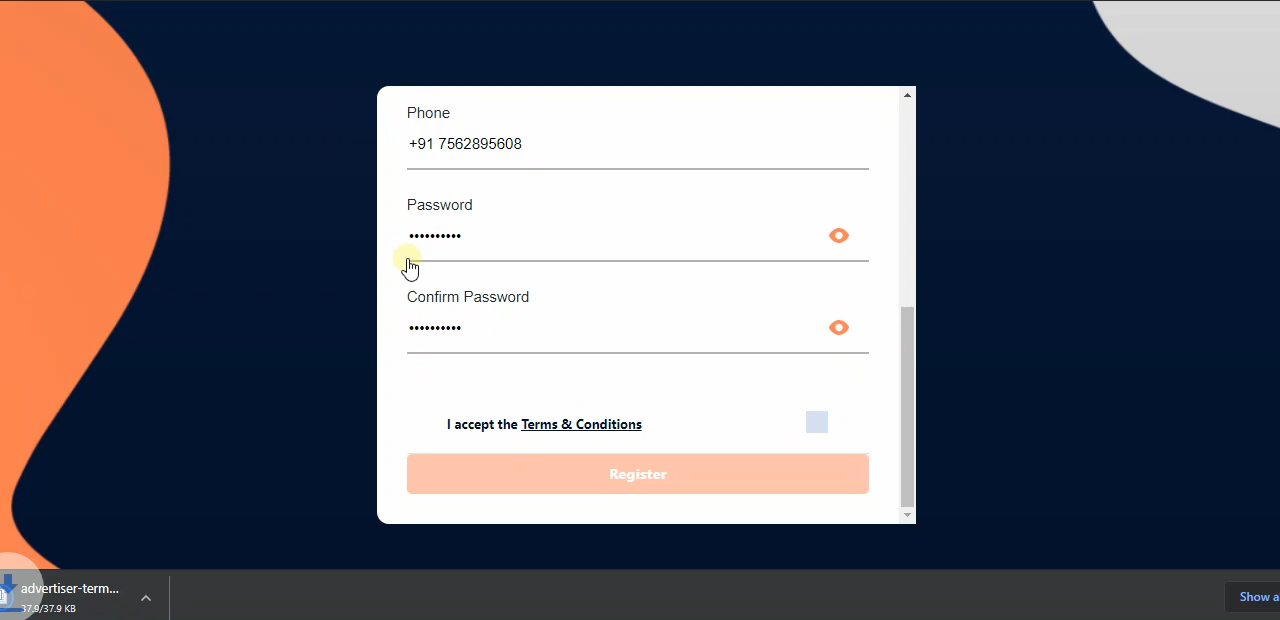 Phone
+91 7562895608
Password
••••••••••
Confirm Password
••••••••••
I accept the Terms & Conditions
Register
advertiser-term...
37.9/37.9 KB
Show a